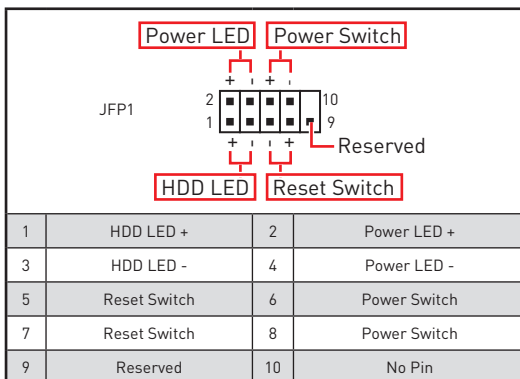 Power LED Power Switch
+ - + -
JFP1
2 10
1 9
+ - - +
Reserved
HDD LED Reset Switch
1 HDD LED + 2 Power LED +
3 HDD LED - 4 Power LED -
5 Reset Switch 6 Power Switch
7 Reset Switch 8 Power Switch
9 Reserved 10 No Pin